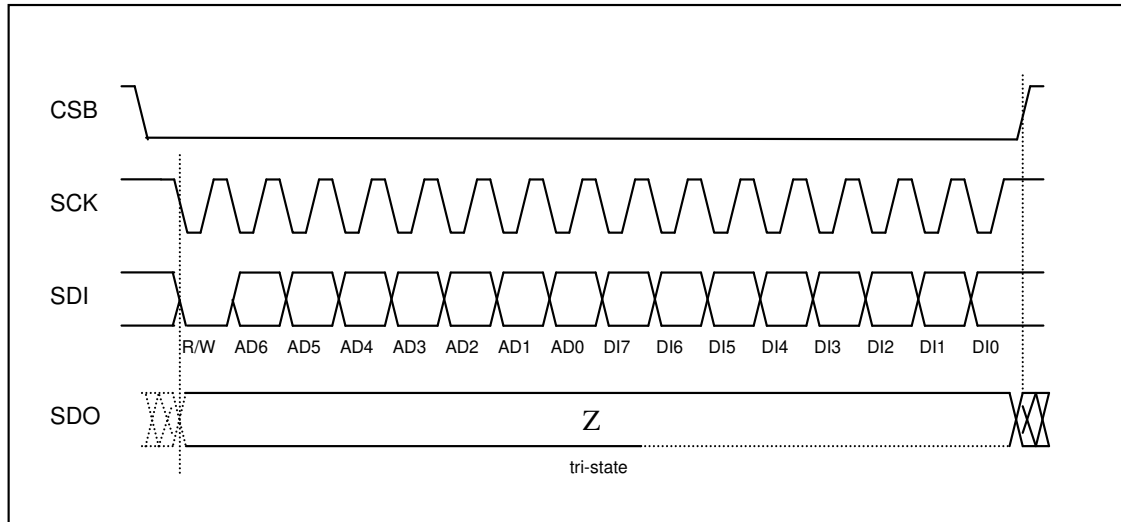 CSB
SCK
SDI
R/W AD6 AD5 AD4 AD3 AD2 AD1 AD0 DI7 DI6 DI5 DI4 DI3 DI2 DI1 DI0
SDO
Z
tri-state